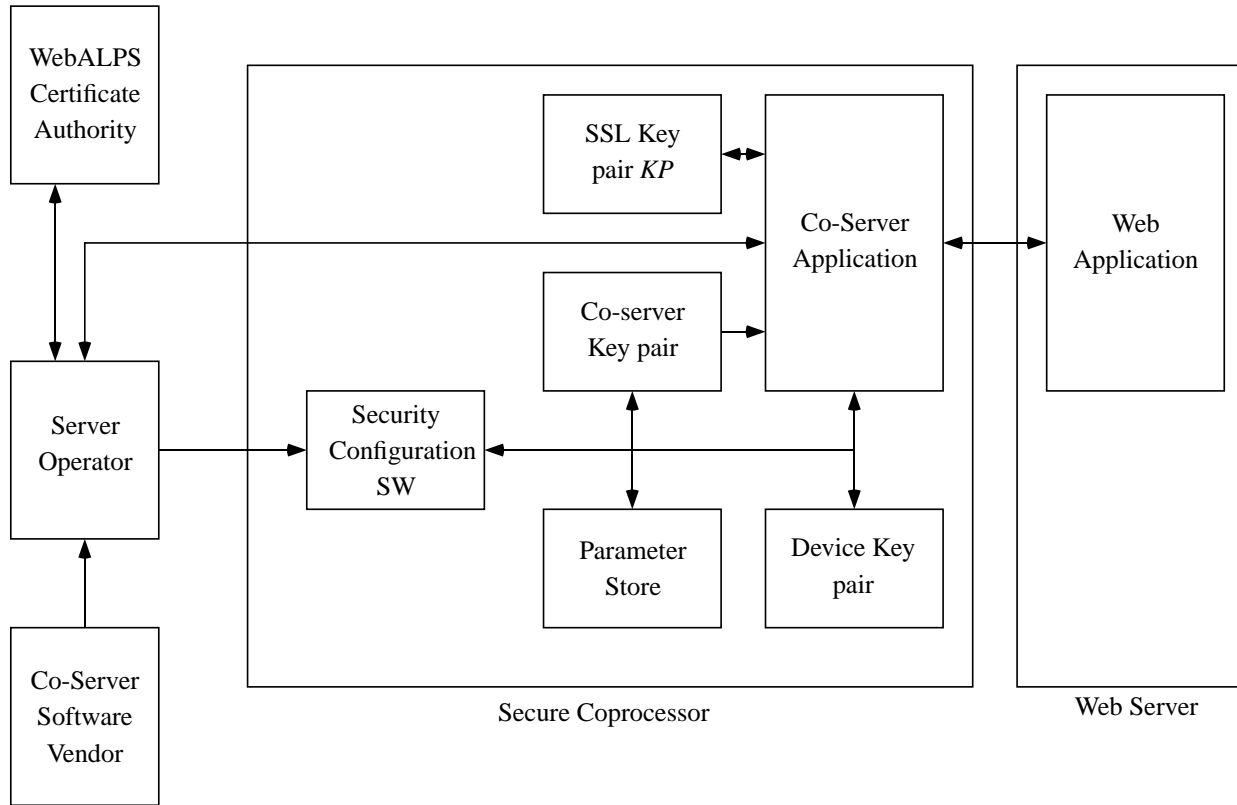 WebALPS
Certificate
Authority
SSL Key
pair KP
Co-Server
Application
Web
Application
Co-server
Key pair
Server
Operator
Security
Configuration
SW
Parameter
Store
Device Key
pair
Co-Server
Software
Vendor
Secure Coprocessor
Web Server